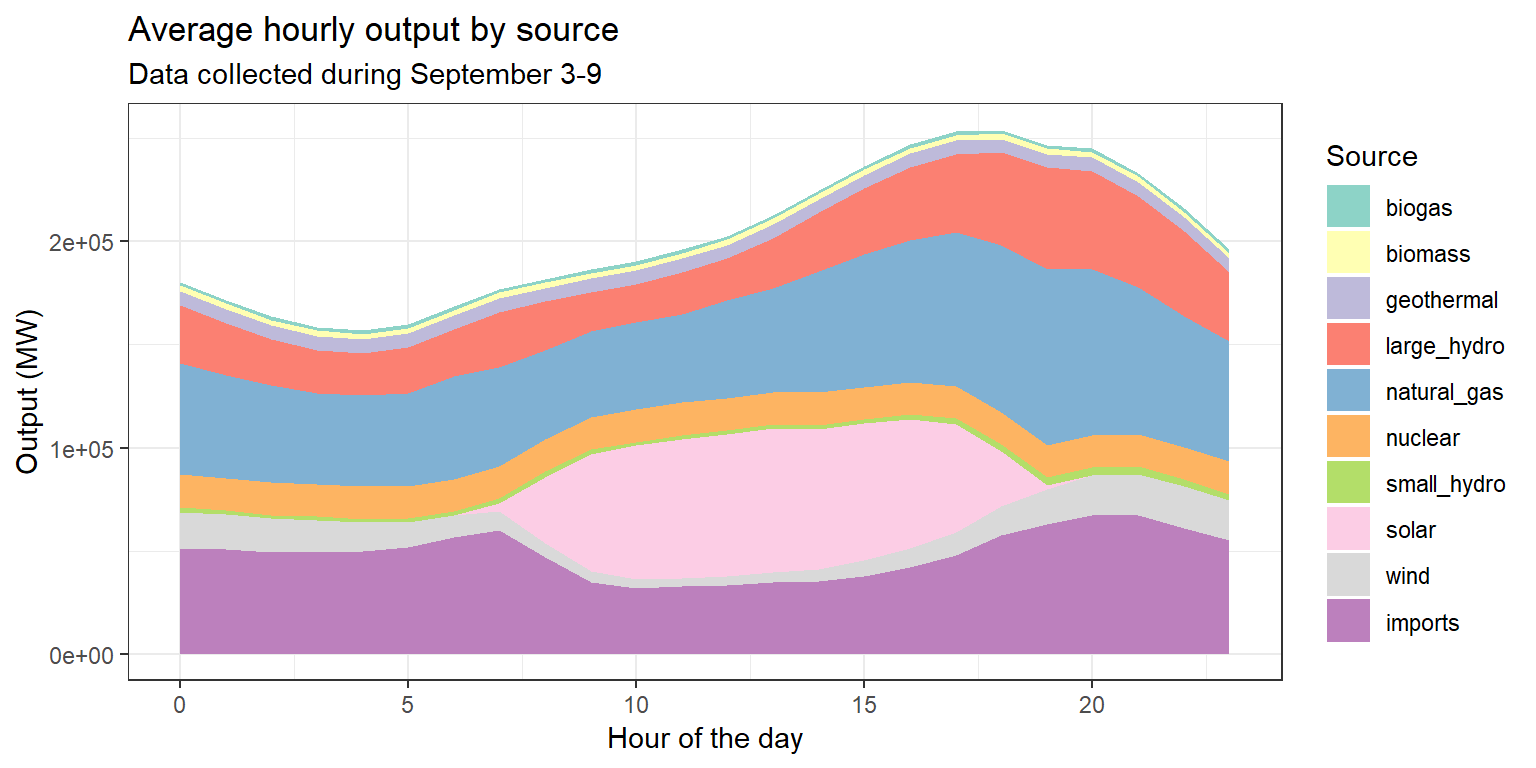 Average hourly output by source
Data collected during September 3-9
Output (MW)
2e+05
1e+05
0e+00
0
5
10
15
20
Hour of the day
Source
biogas
biomass
geothermal
large_hydro
natural_gas
nuclear
small_hydro
solar
wind
imports